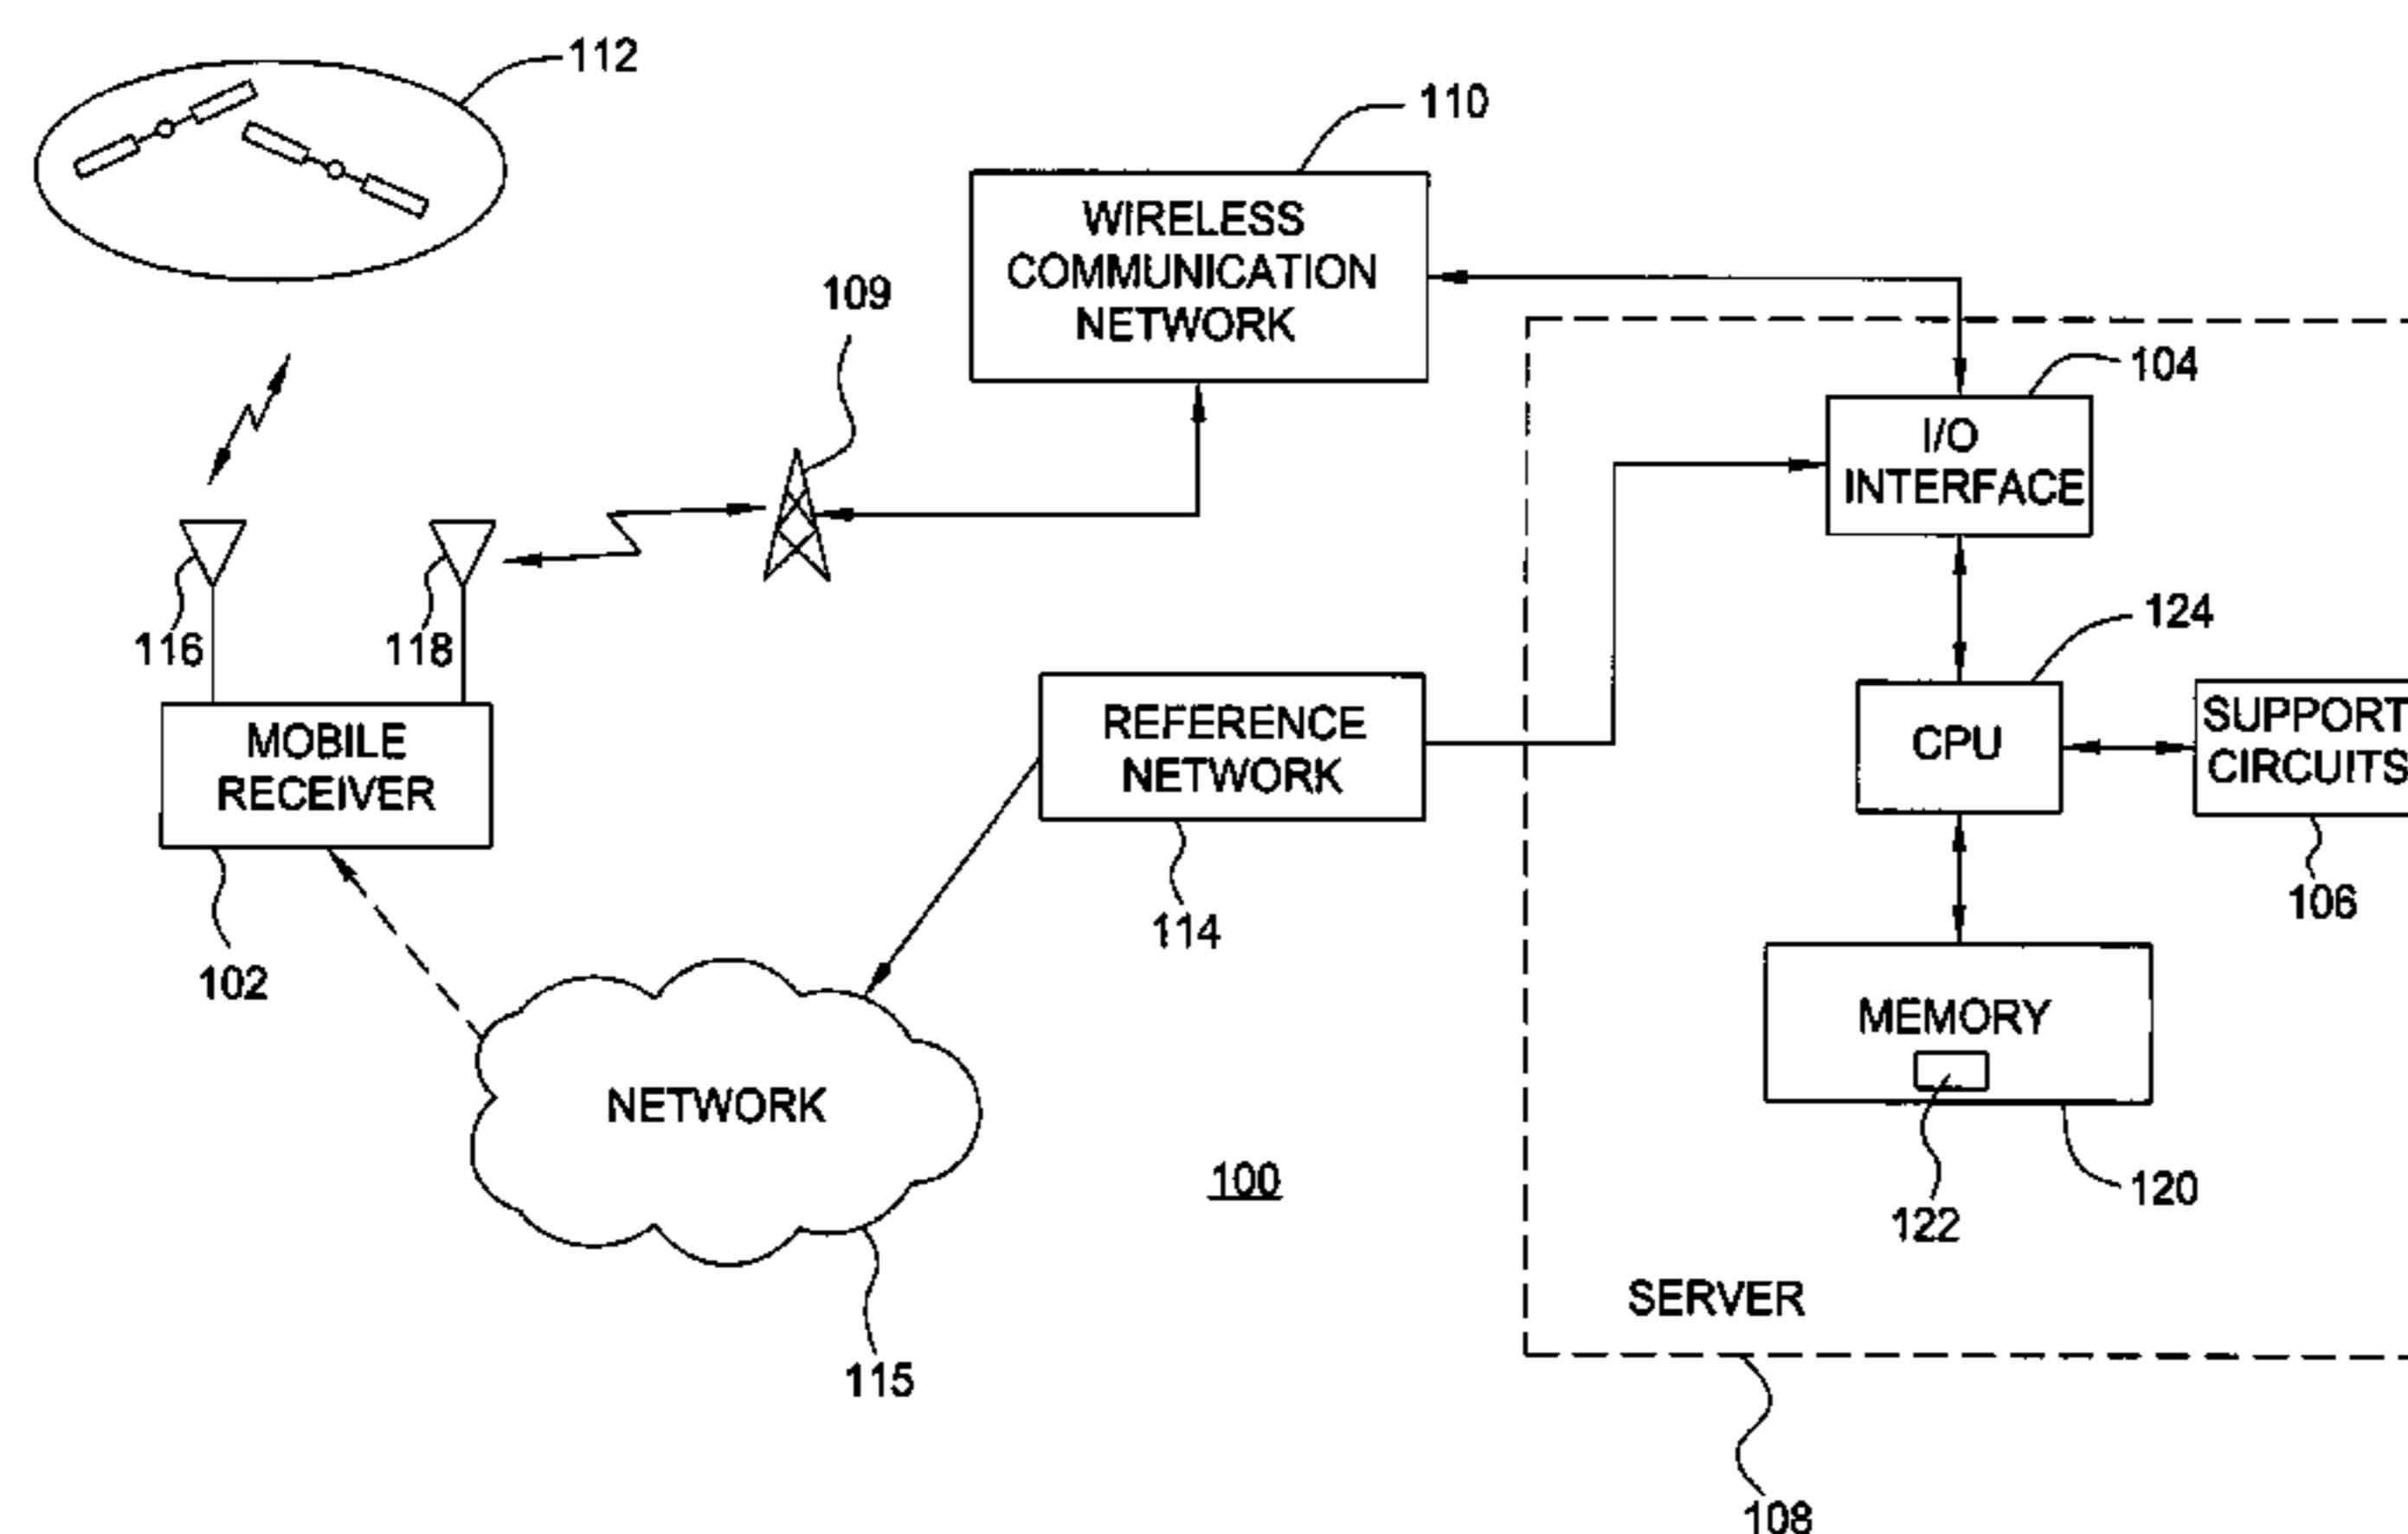 112
110
WIRELESS
COMMUNICATION
NETWORK
109
104
I/O
INTERFACE
116
118
124
MOBILE
RECEIVER
REFERENCE
NETWORK
CPU
SUPPORT
CIRCUITS
106
114
102
MEMORY
NETWORK
100
120
122
SERVER
115
108